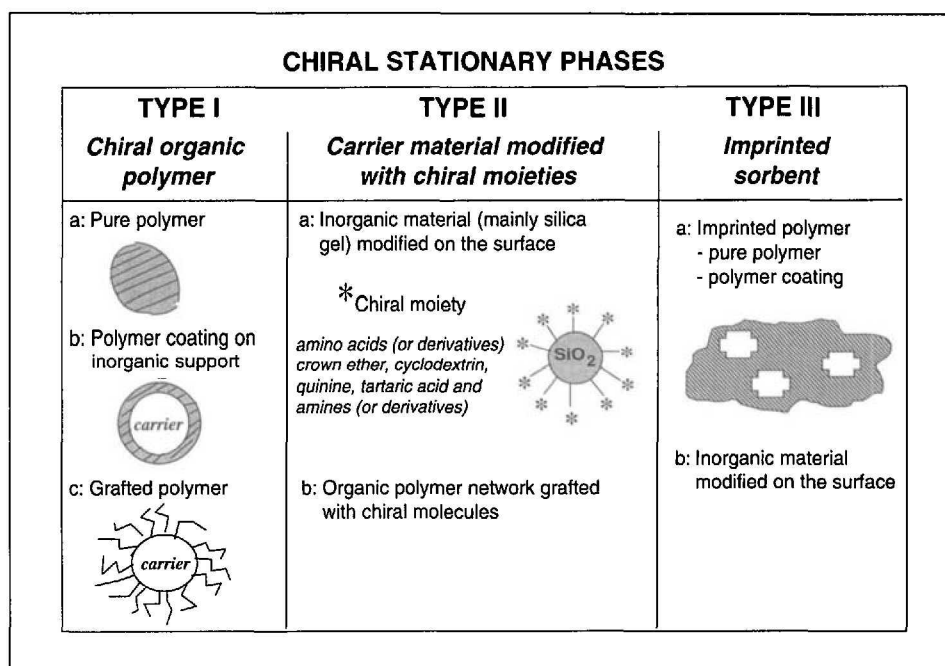 CHIRAL STATIONARY PHASES
TYPE I
Chiral organic
polymer
a: Pure polymer
b: Polymer coating on
inorganic support
carrier
c: Grafted polymer
carrier
TYPE II
Carrier material modified
with chiral moieties
a: Inorganic material (mainly silica
gel) modified on the surface
*Chiral moiety
amino acids (or derivatives)
crown ether, cyclodextrin,
quinine, tartaric acid and
amines (or derivatives)
SiO2
b: Organic polymer network grafted
with chiral molecules
TYPE III
Imprinted
sorbent
a: Imprinted polymer
- pure polymer
- polymer coating
b: Inorganic material
modified on the surface